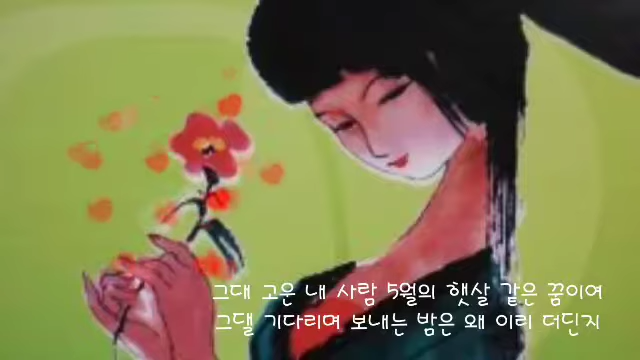 그대 고운 내 사람 5월의 햇살 같은 꿈이여
그댈 기다리며 보내는 밤은 왜 이리 더딘지